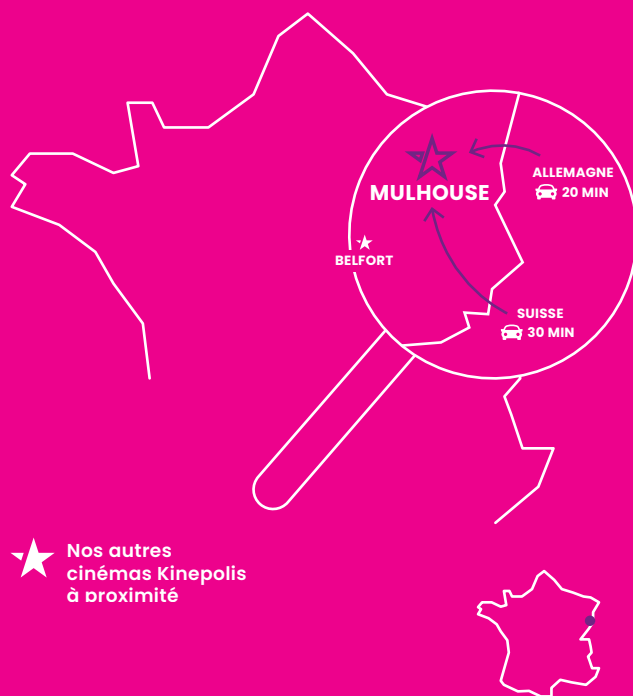 MULHOUSE
ALLEMAGNE
20 MIN
BELFORT
SUISSE
30 MIN
Nos autres
cinémas Kinepolis
à proximité